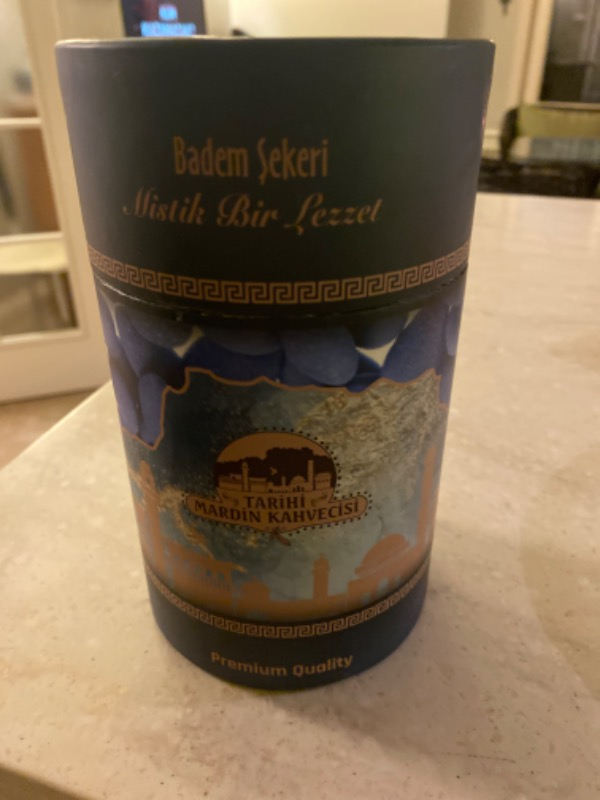 Badem Şekeri
Mistik Bir Lezzet
TARİHİ
MARDİN KAHVECİSİ
Premium Quality